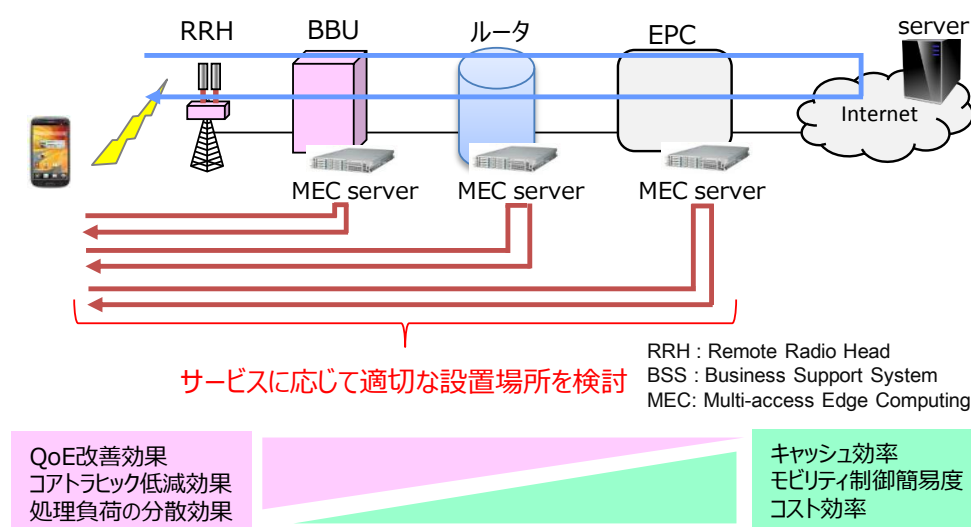 RRH
BBU
ルータ
EPC
server
Internet
MEC server
MEC server
MEC server
サービスに応じて適切な設置場所を検討
RRH : Remote Radio Head
BSS : Business Support System
MEC: Multi-access Edge Computing
QoE改善効果
コアトラヒック低減効果
処理負荷の分散効果
キャッシュ効率
モビリティ制御簡易度
コスト効率